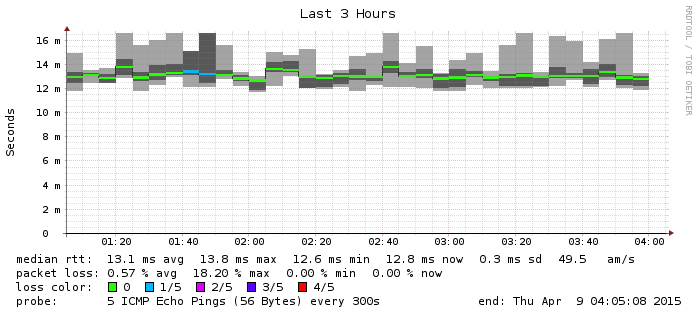 Last 3 Hours
RRDTOOL / TOBI OETIKER
Seconds
16 m
14 m
12 m
10 m
8 m
6 m
4 m
2 m
0
01:20 01:40 02:00 02:20 02:40 03:00 03:20 03:40 04:00
median rtt: 13.1 ms avg 13.8 ms max 12.6 ms min 12.8 ms now 0.3 ms sd 49.5 am/s
packet loss: 0.57 % avg 18.20 % max 0.00 % min 0.00 % now
loss color: 0 1/5 2/5 3/5 4/5
probe: 5 ICMP Echo Pings (56 Bytes) every 300s end: Thu Apr 9 04:05:08 2015